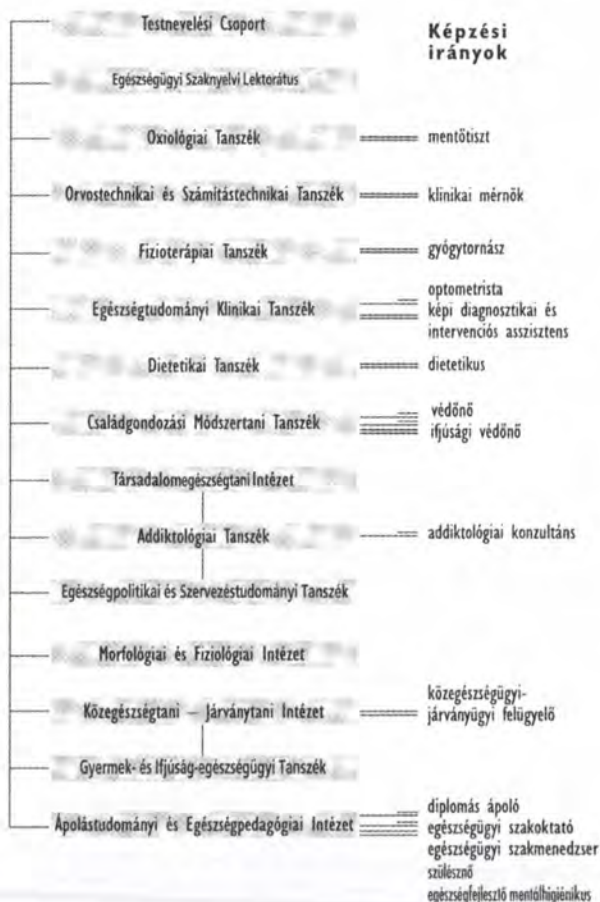 Testnevelési Csoport
Képzési
irányok
Egészségügyi Szaknyelvi Lektorátus
Oxiológiai Tanszék
mentőtiszt
Orvostechnikai és Számítástechnikai Tanszék
klinikai mérnök
Fizioterápiai Tanszék
gyógytornász
Egészségtudományi Klinikai Tanszék
optometrista
képi diagnosztikai és
intervenciós asszisztens
Dietetikai Tanszék
dietetikus
Családgondozási Módszertani Tanszék
védőnő
ifjúsági védőnő
Társadalomegészségtani Intézet
Addiktológiai Tanszék
addiktológiai konzultáns
Egészségpolitikai és Szervezéstudományi Tanszék
Morfológiai és Fiziológiai Intézet
Közegészségtani – Járványtani Intézet
közegészségügyi-
járványügyi felügyelő
Gyermek- és Ifjúság-egészségügyi Tanszék
Ápolástudományi és Egészségpedagógiai Intézet
diplomás ápoló
egészségügyi szakoktató
egészségügyi szakmenedzser
szülésznő
egészségfejlesztő mentálhigiénikus